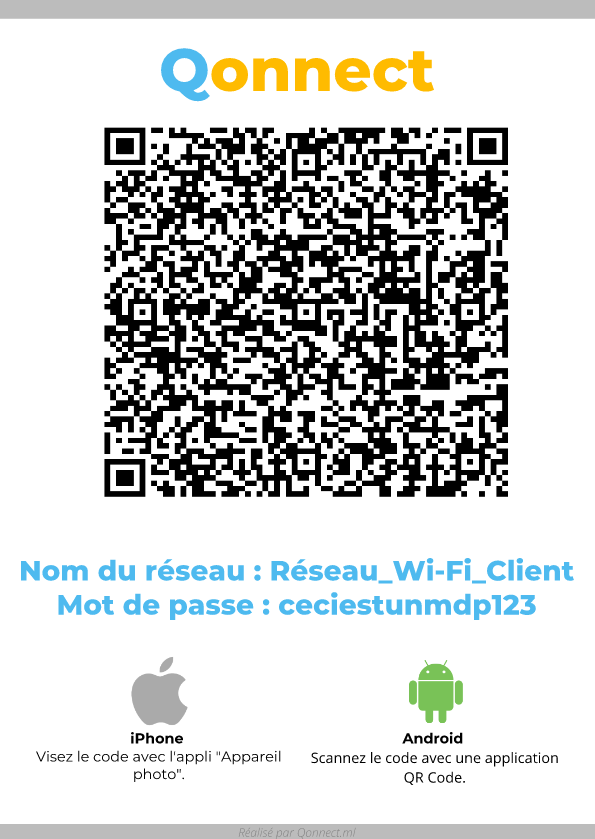 Qonnect
Nom du réseau : Réseau_Wi-Fi_Client
Mot de passe : ceciestunmdp123
iPhone
Visez le code avec l'appli "Appareil
photo".
Android
Scannez le code avec une application
QR Code.
Réalisé par Qonnect.ml